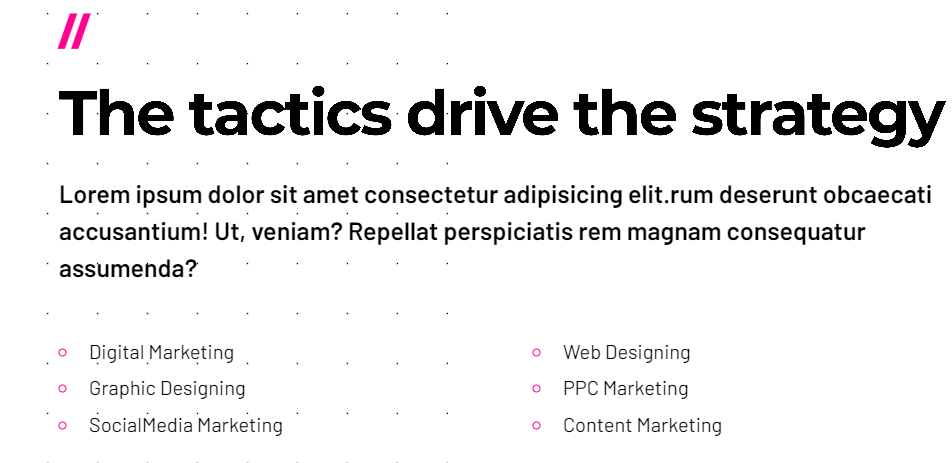 //
The tactics drive the strategy
Lorem ipsum dolor sit amet consectetur adipisicing elit.rum deserunt obcaecati
accusantium! Ut, veniam? Repellat perspiciatis rem magnam consequatur
assumenda?
Digital Marketing
Web Designing
Graphic Designing
PPC Marketing
SocialMedia Marketing
Content Marketing